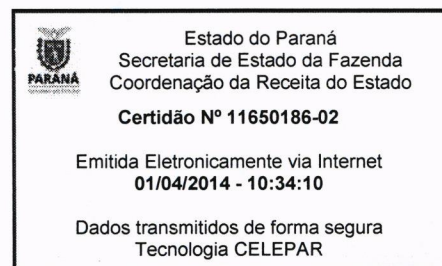 PARANÁ
Estado do Paraná
Secretaria de Estado da Fazenda
Coordenação da Receita do Estado
Certidão Nº 11650186-02
Emitida Eletronicamente via Internet
01/04/2014 - 10:34:10
Dados transmitidos de forma segura
Tecnologia CELEPAR